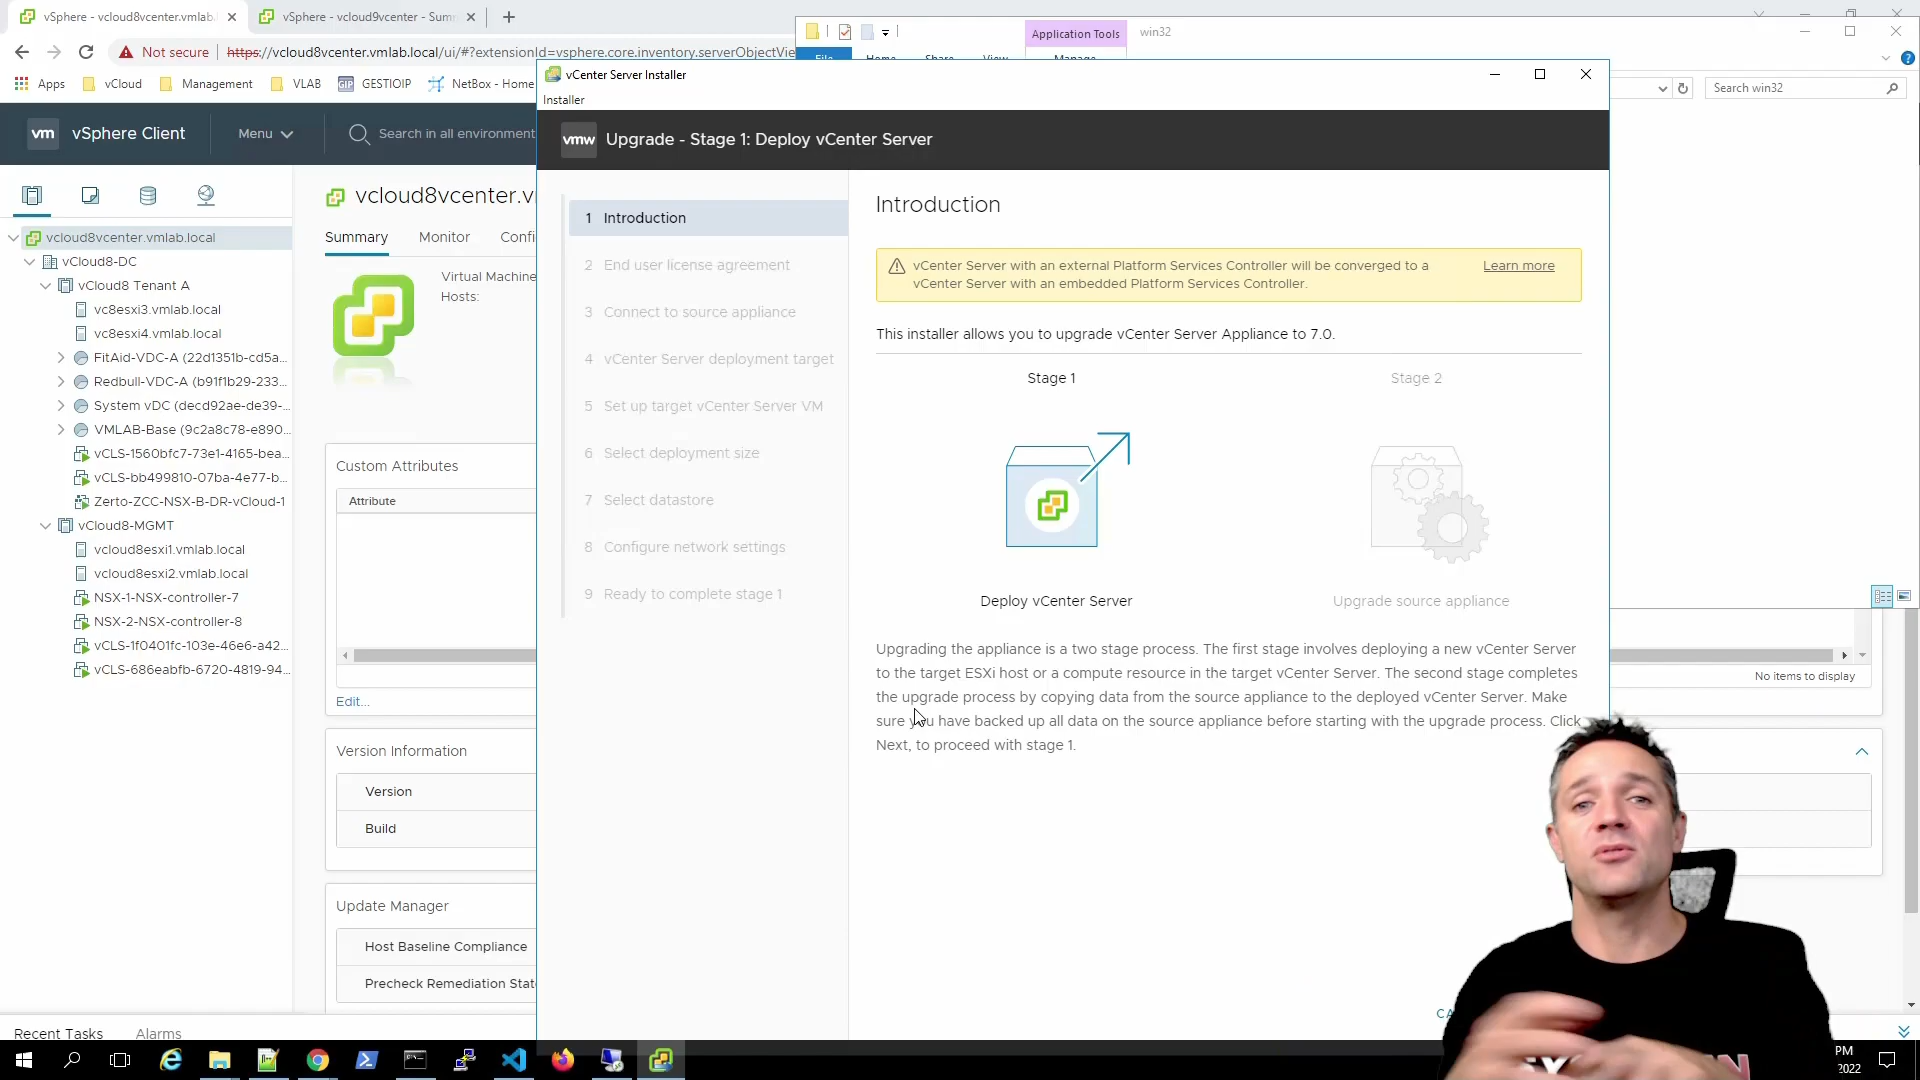 vSphere - vcloud8vcenter.vmlab.
vSphere - vcloud9vcenter - Sum
Application Tools
win32
Not secure
https://vcloud8vcenter.vmlab.local/ui/#?extensionId=vsphere.core.inventory.serverObjectVie
File
Home
Share
View
Manage
vCenter Server Installer
Apps
vCloud
Management
VLAB
GESTIOIP
NetBox - Home
Search win32
Installer
vm
vSphere Client
Menu
Search in all environment
vmw
Upgrade - Stage 1: Deploy vCenter Server
vcloud8vcenter.v
Summary
Monitor
Confi
Virtual Machine
Hosts:
vcloud8vcenter.vmlab.local
vCloud8-DC
vCloud8 Tenant A
vc8esxi3.vmlab.local
vc8esxi4.vmlab.local
FitAid-VDC-A (22d1351b-cd5a...
Redbull-VDC-A (b91f1b29-233...
System vDC (decd92ae-de39-...
VMLAB-Base (9c2a8c78-e890...
vCLS-1560bfc7-73e1-4165-bea...
vCLS-bb499810-07ba-4e77-b...
Zerto-ZCC-NSX-B-DR-vCloud-1
vCloud8-MGMT
vcloud8esxi1.vmlab.local
vcloud8esxi2.vmlab.local
NSX-1-NSX-controller-7
NSX-2-NSX-controller-8
vCLS-1f0401fc-103e-46e6-a42...
vCLS-686eabfb-6720-4819-94...
Custom Attributes
Attribute
Edit...
Version Information
Version
Build
Update Manager
Host Baseline Compliance
Precheck Remediation Stat
Recent Tasks
Alarms
1 Introduction
2 End user license agreement
3 Connect to source appliance
4 vCenter Server deployment target
5 Set up target vCenter Server VM
6 Select deployment size
7 Select datastore
8 Configure network settings
9 Ready to complete stage 1
Introduction
vCenter Server with an external Platform Services Controller will be converged to a
vCenter Server with an embedded Platform Services Controller.
Learn more
This installer allows you to upgrade vCenter Server Appliance to 7.0.
Stage 1
Stage 2
Deploy vCenter Server
Upgrade source appliance
Upgrading the appliance is a two stage process. The first stage involves deploying a new vCenter Server
to the target ESXi host or a compute resource in the target vCenter Server. The second stage completes
the upgrade process by copying data from the source appliance to the deployed vCenter Server. Make
sure you have backed up all data on the source appliance before starting with the upgrade process. Click
Next, to proceed with stage 1.
No items to display
CA
PM
2022